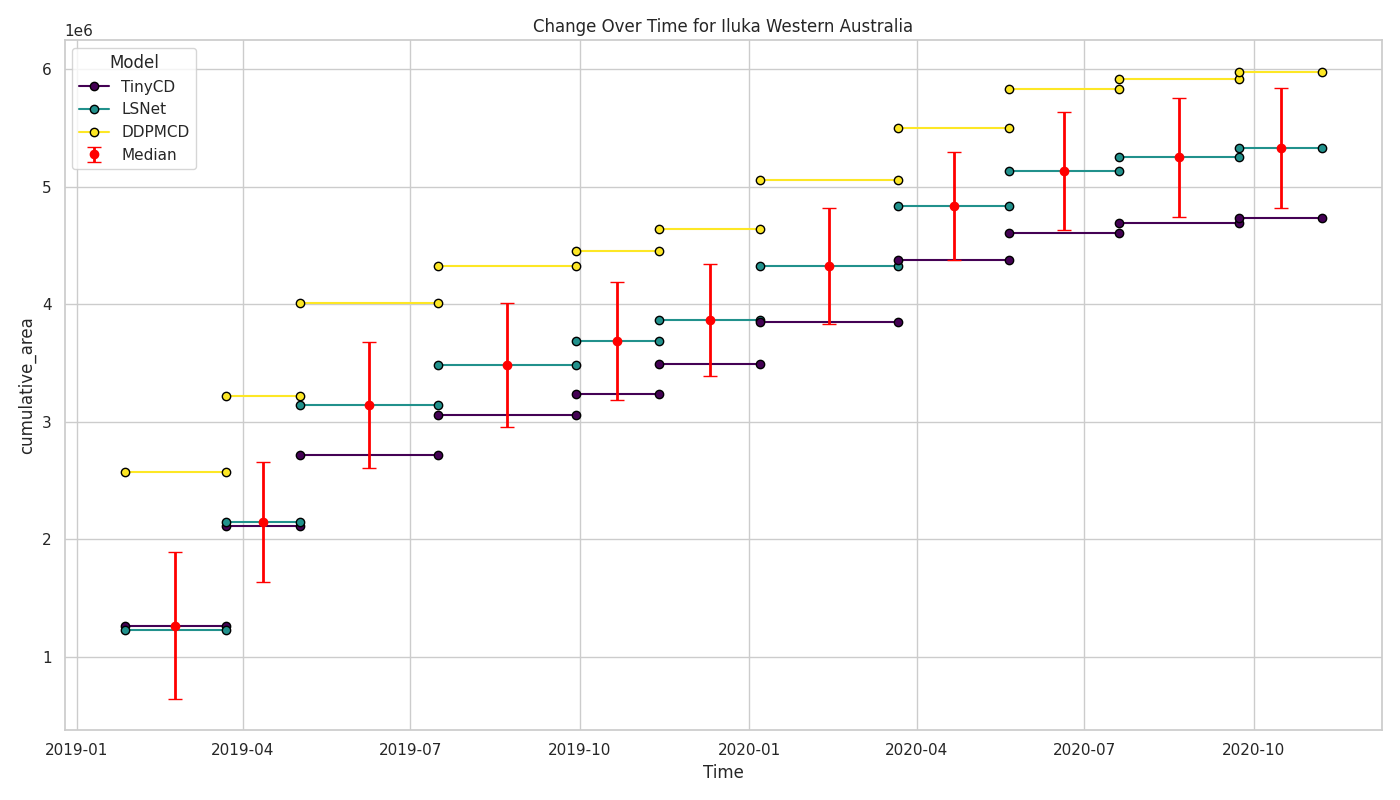 Change Over Time for Iluka Western Australia
1e6
Model
TinyCD
LSNet
DDPMCD
Median
6
5
4
3
2
1
cumulative_area
2019-01 2019-04 2019-07 2019-10 2020-01 2020-04 2020-07 2020-10
Time